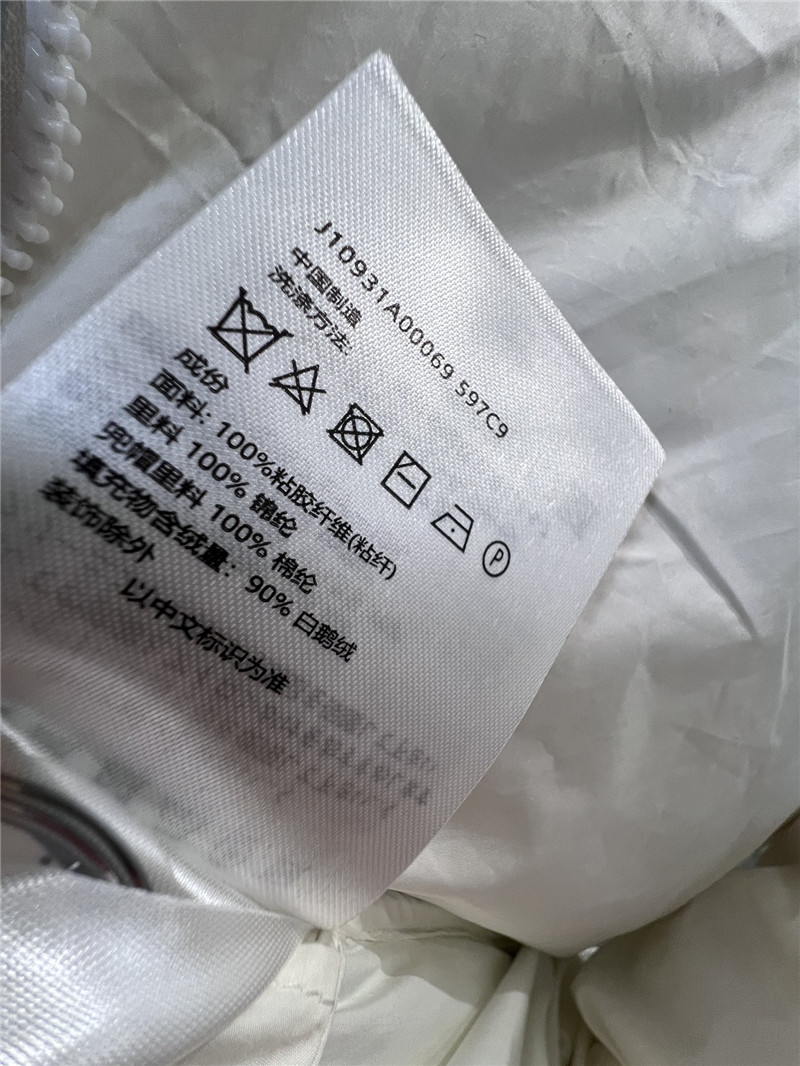 J10931A00069 597C9
中国制造
洗涤方法:
P
成份
面料: 100%粘胶纤维(粘纤)
里料 100% 锦纶
兜帽里料 100% 棉纶
填充物含绒量: 90% 白鹅绒
装饰除外
以中文标识为准